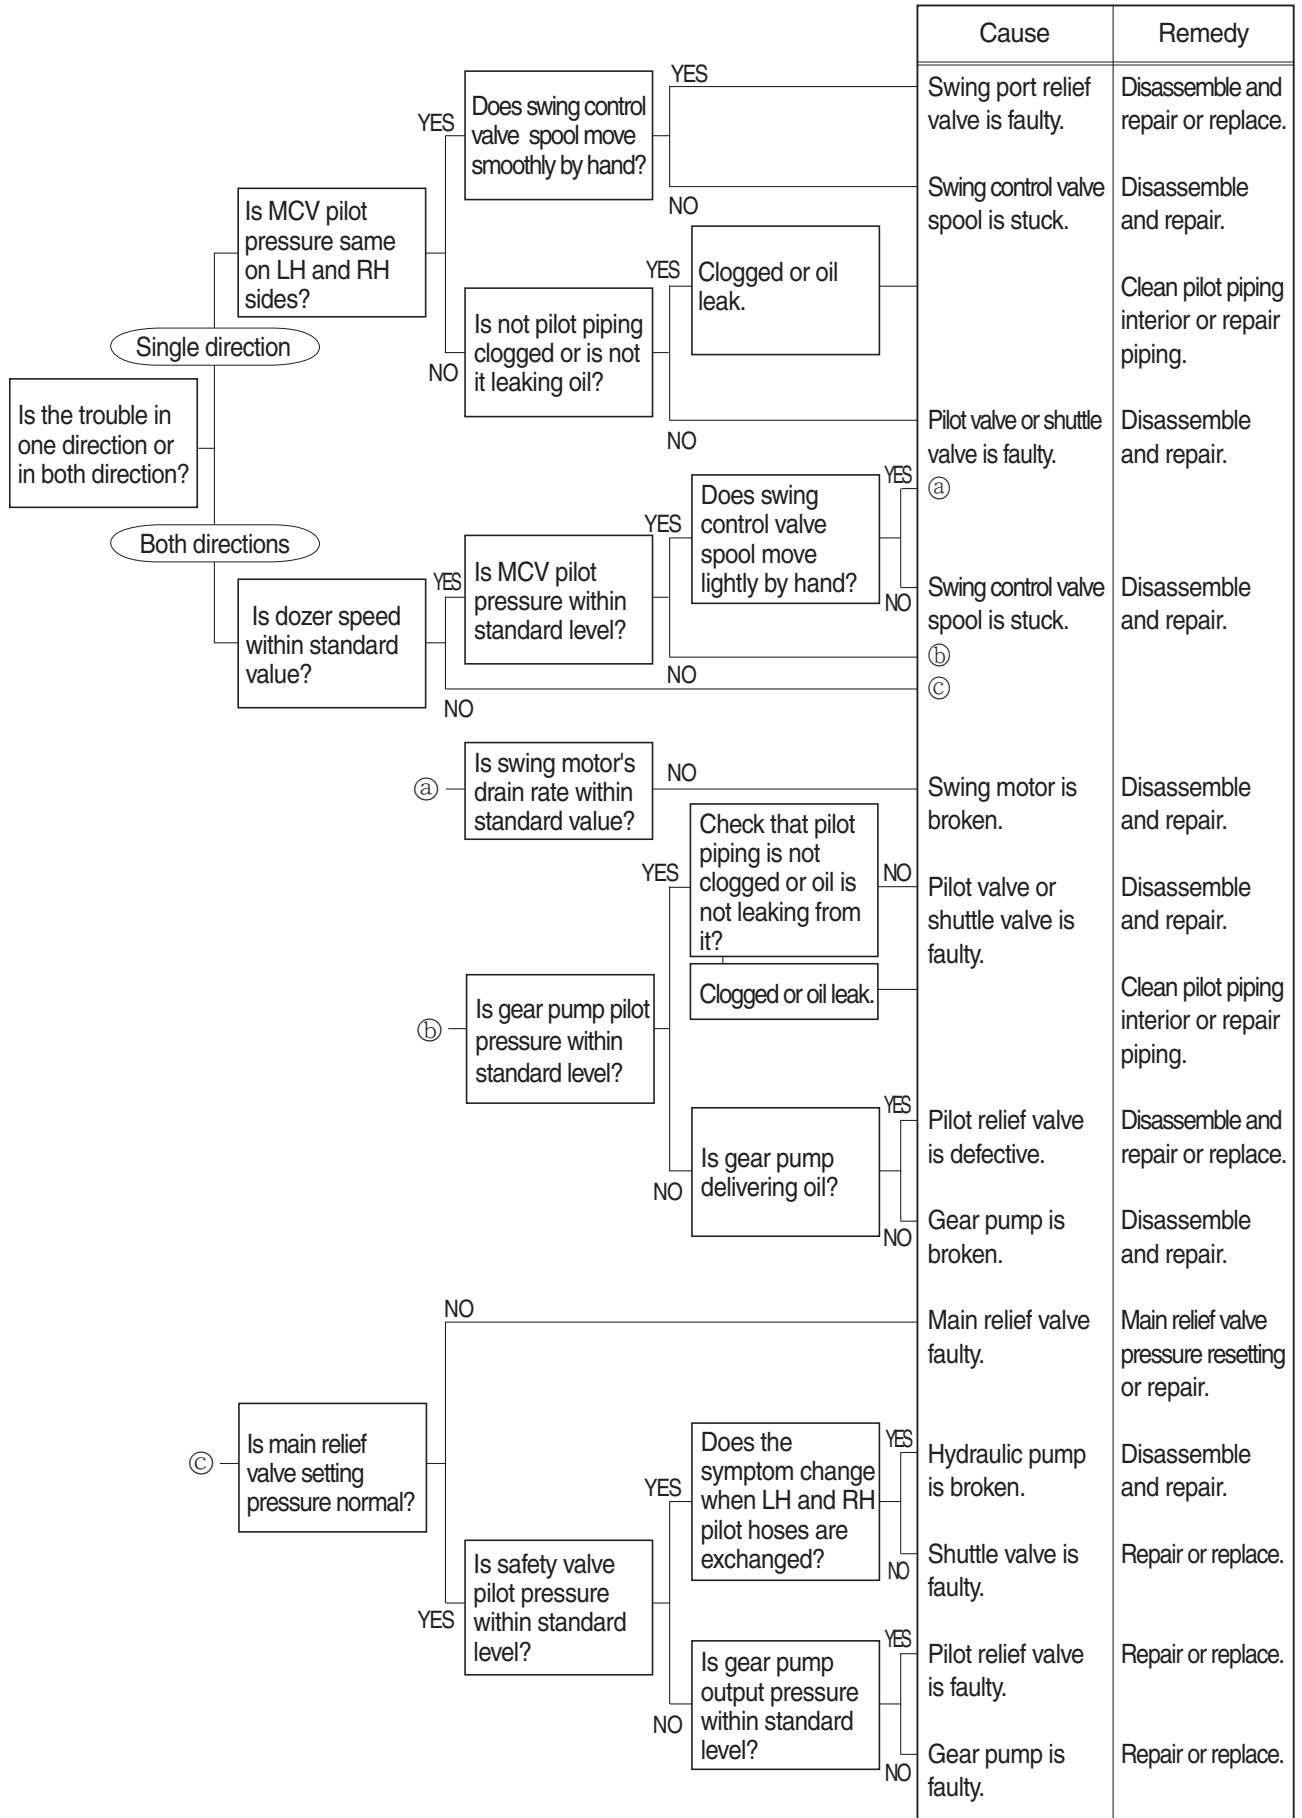 Cause
Remedy
YES
Does swing control
valve spool move
smoothly by hand?
YES
Swing port relief
valve is faulty.
Disassemble and
repair or replace.
NO
Swing control valve
spool is stuck.
Disassemble
and repair.
Is MCV pilot
pressure same
on LH and RH
sides?
Single direction
NO
Is not pilot piping
clogged or is not
it leaking oil?
YES
Clogged or oil
leak.
Clean pilot piping
interior or repair
piping.
NO
Pilot valve or shuttle
valve is faulty.
Disassemble
and repair.
Is the trouble in
one direction or
in both direction?
Both directions
Is dozer speed
within standard
value?
YES
Is MCV pilot
pressure within
standard level?
YES
Does swing
control valve
spool move
lightly by hand?
YES
ⓐ
NO
Swing control valve
spool is stuck.
Disassemble
and repair.
NO
ⓑ
NO
ⓒ
ⓐ
Is swing motor's
drain rate within
standard value?
NO
Swing motor is
broken.
Disassemble
and repair.
ⓑ
Is gear pump pilot
pressure within
standard level?
YES
Check that pilot
piping is not
clogged or oil is
not leaking from
it?
NO
Pilot valve or
shuttle valve is
faulty.
Disassemble
and repair.
Clogged or oil leak.
Clean pilot piping
interior or repair
piping.
NO
Is gear pump
delivering oil?
YES
Pilot relief valve
is defective.
Disassemble and
repair or replace.
NO
Gear pump is
broken.
Disassemble
and repair.
ⓒ
Is main relief
valve setting
pressure normal?
NO
Main relief valve
faulty.
Main relief valve
pressure resetting
or repair.
YES
Is safety valve
pilot pressure
within standard
level?
YES
Does the
symptom change
when LH and RH
pilot hoses are
exchanged?
YES
Hydraulic pump
is broken.
Disassemble
and repair.
NO
Shuttle valve is
faulty.
Repair or replace.
NO
Is gear pump
output pressure
within standard
level?
YES
Pilot relief valve
is faulty.
Repair or replace.
NO
Gear pump is
faulty.
Repair or replace.